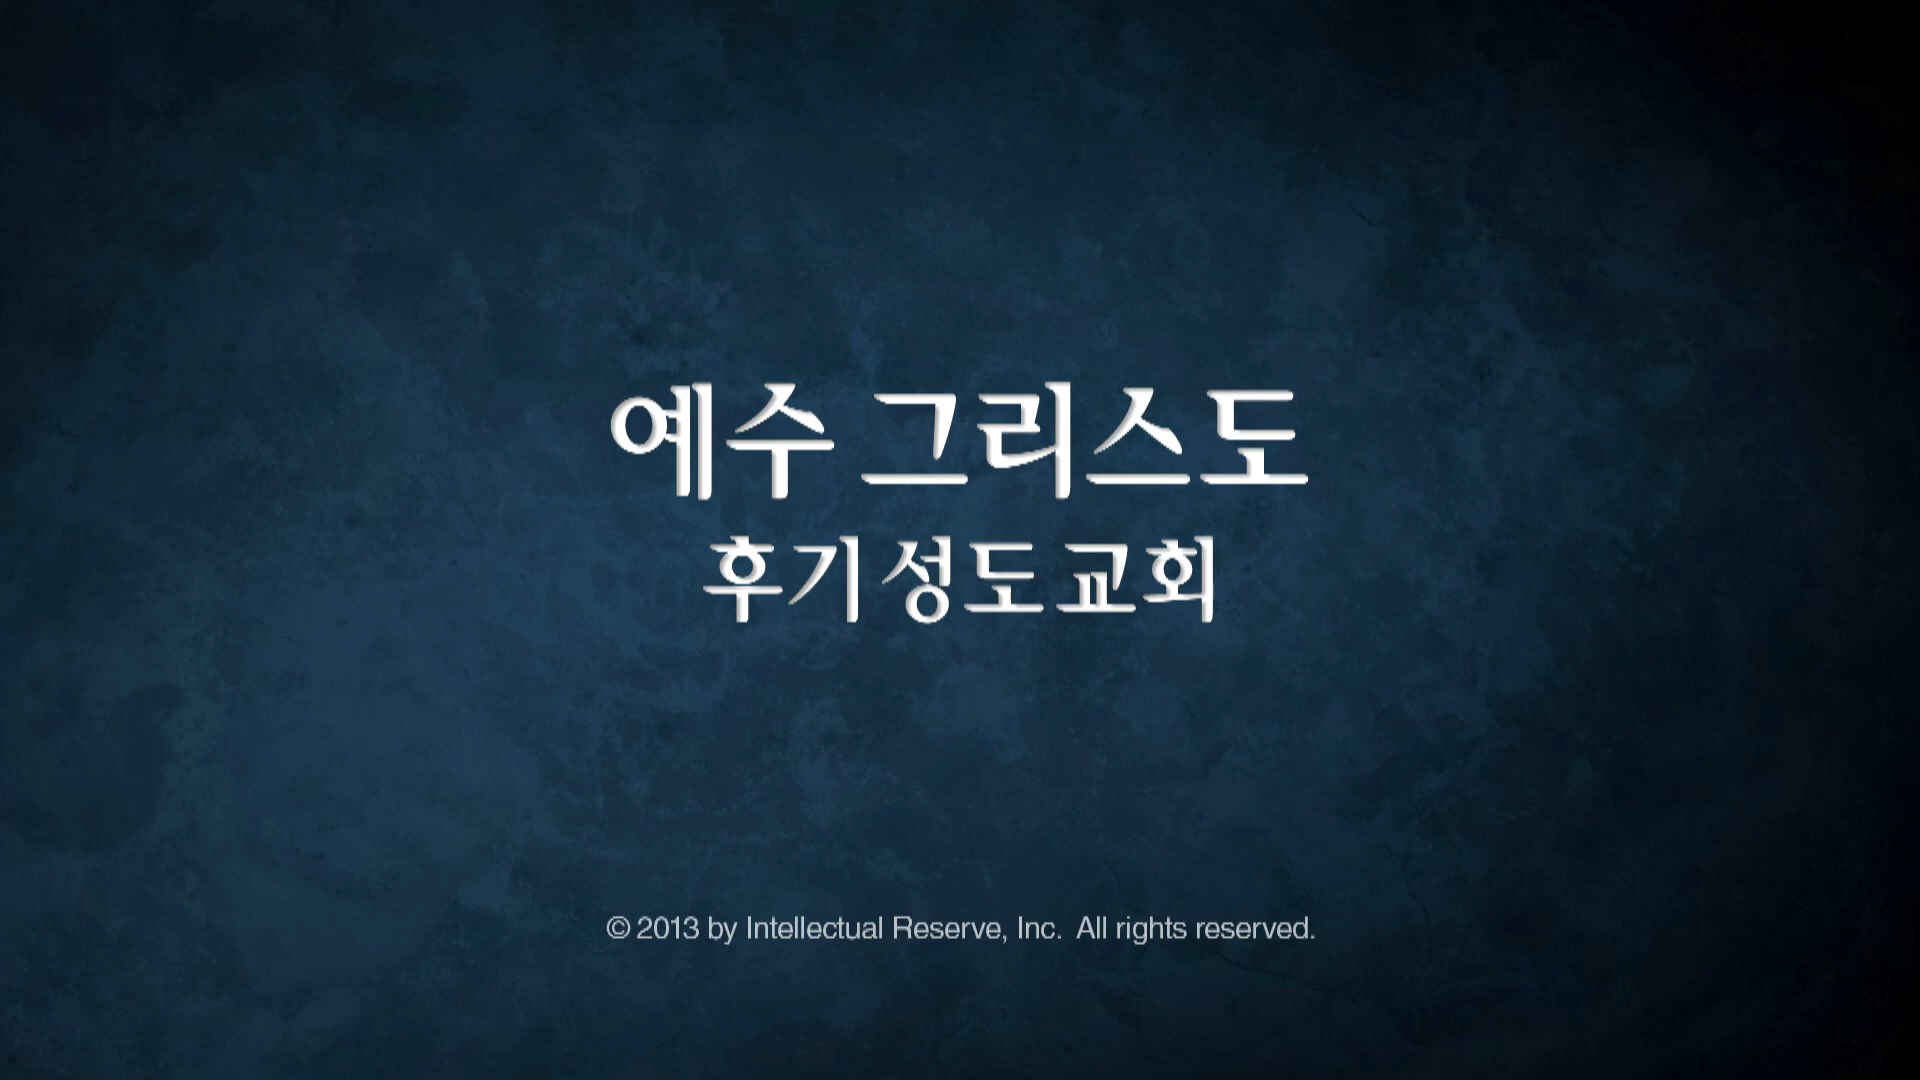 예수 그리스도
후기 성도 교회
© 2013 by Intellectual Reserve, Inc. All rights reserved.